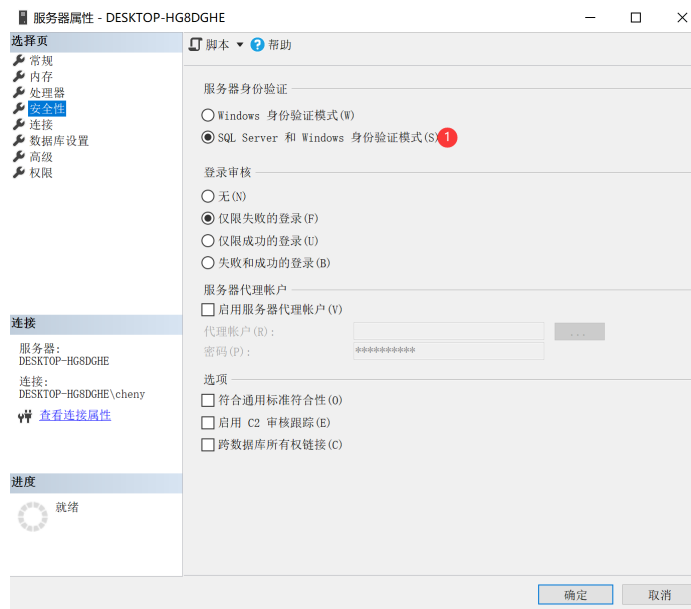 服务器属性 - DESKTOP-HG8DGHE
选择页
常规
内存
处理器
安全性
连接
数据库设置
高级
权限
连接
服务器:
DESKTOP-HG8DGHE
连接:
DESKTOP-HG8DGHE\cheny
查看连接属性
进度
就绪
脚本 帮助
服务器身份验证
Windows 身份验证模式(W)
SQL Server 和 Windows 身份验证模式(S) 1
登录审核
无(N)
仅限失败的登录(F)
仅限成功的登录(U)
失败和成功的登录(B)
服务器代理帐户
启用服务器代理帐户(V)
代理帐户(R):
...
密码(P): **********
选项
符合通用标准符合性(O)
启用 C2 审核跟踪(E)
跨数据库所有权链接(C)
确定 取消